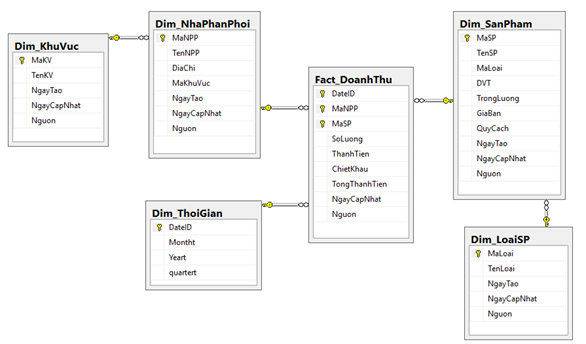 Dim_KhuVuc
MaKV
TenKV
NgayTao
NgayCapNhat
Nguon
Dim_NhaPhanPhoi
MaNPP
TenNPP
DiaChi
MaKhuVuc
NgayTao
NgayCapNhat
Nguon
Fact_DoanhThu
DateID
MaNPP
MaSP
SoLuong
ThanhTien
ChietKhau
TongThanhTien
NgayCapNhat
Nguon
Dim_SanPham
MaSP
TenSP
MaLoai
DVT
TrongLuong
GiaBan
QuyCach
NgayTao
NgayCapNhat
Nguon
Dim_ThoiGian
DateID
Montht
Yeart
quartert
Dim_LoaiSP
MaLoai
TenLoai
NgayTao
NgayCapNhat
Nguon